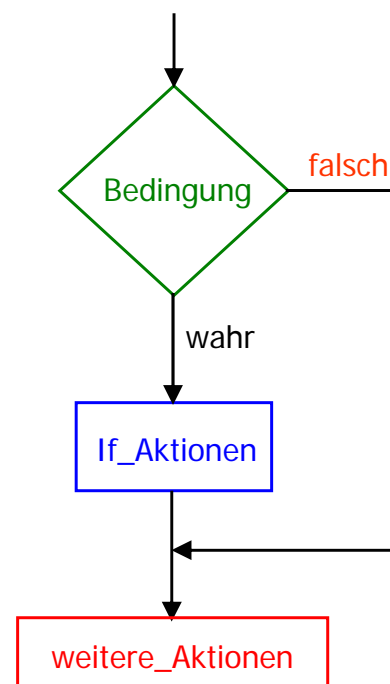 falsch
Bedingung
wahr
If_Aktionen
weitere_Aktionen